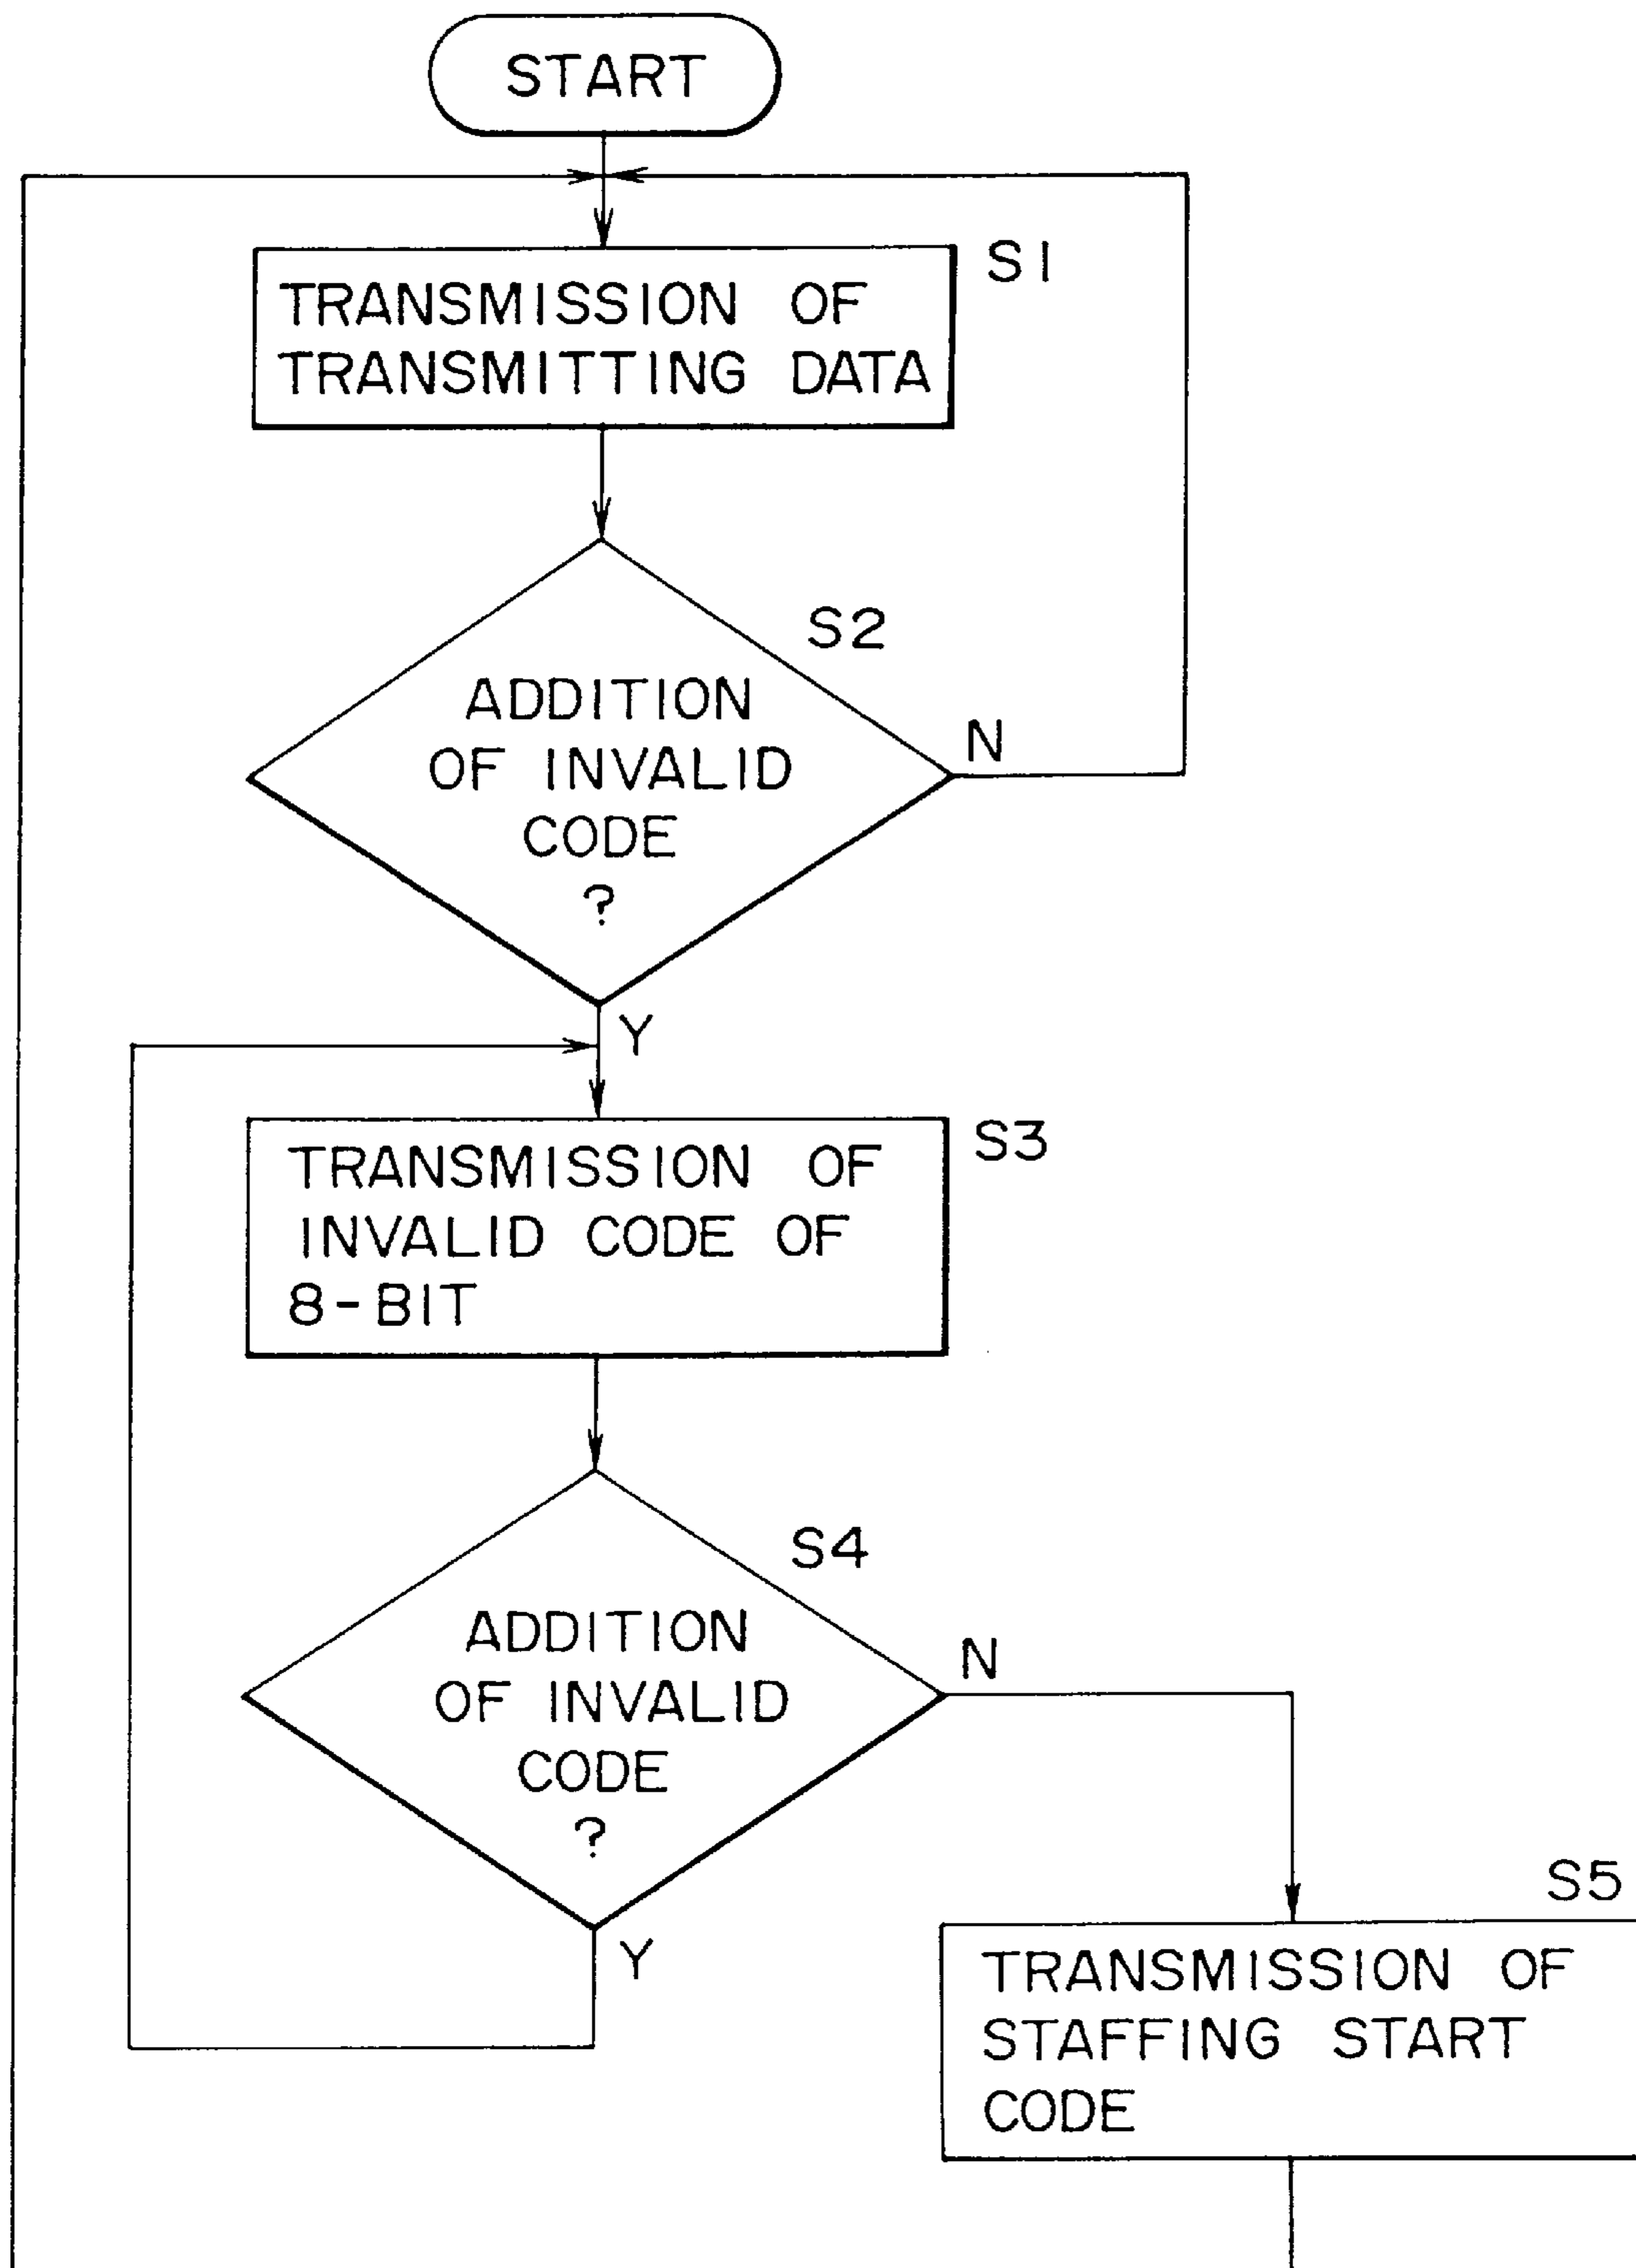 START
S1
TRANSMISSION OF
TRANSMITTING DATA
S2
ADDITION
OF INVALID
CODE
?
N
Y
S3
TRANSMISSION OF
INVALID CODE OF
8-BIT
S4
ADDITION
OF INVALID
CODE
?
N
Y
S5
TRANSMISSION OF
STAFFING START
CODE